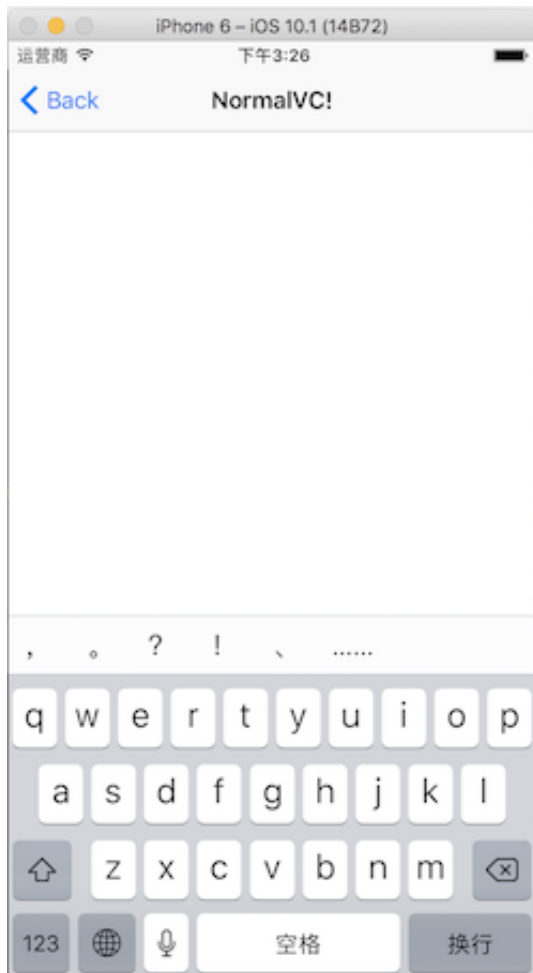 iPhone 6 – iOS 10.1 (14B72)
运营商 下午3:26
Back NormalVC!
， 。 ? ! 、 ……
q w e r t y u i o p
a s d f g h j k l
z x c v b n m
123 空格 换行